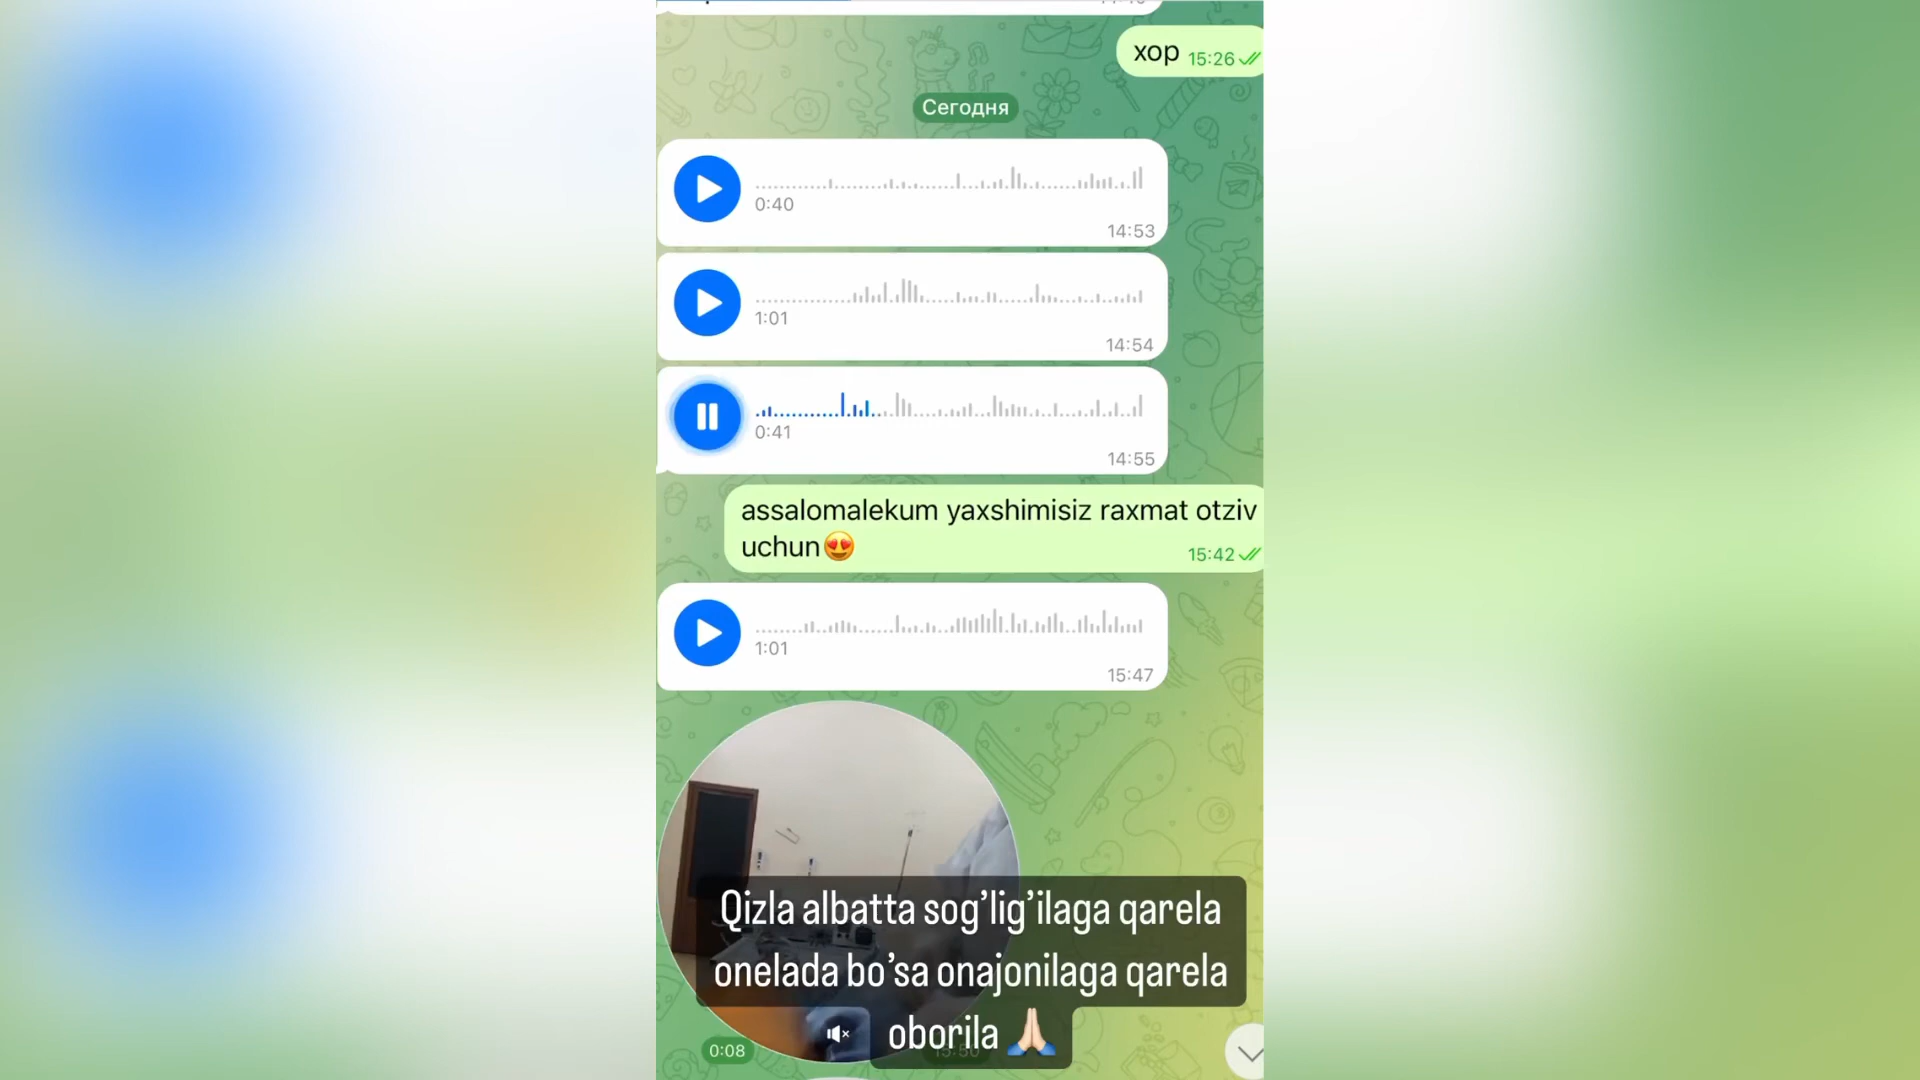 хор 15:26
Сегодня
0:40
14:53
1:01
14:54
0:41
14:55
assalomalekum yaxshimisiz raxmat otziv
uchun😍 15:42
1:01
15:47
Qizla albatta sog’lig’ilaga qarela
onelada bo’sa onajonilaga qarela
oborila 🙏🏻
0:08
15:50